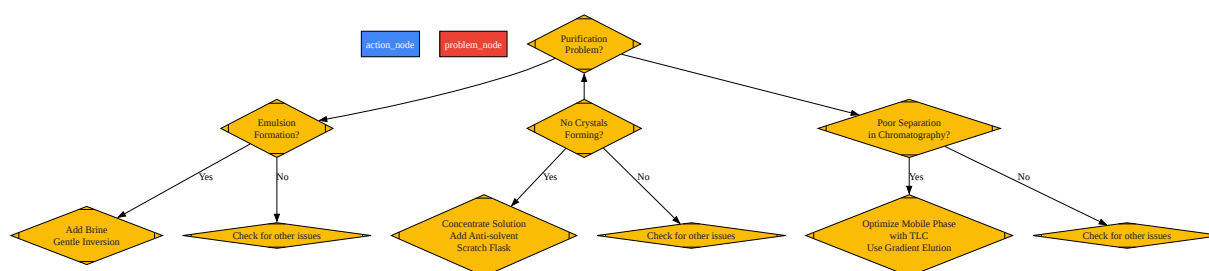 action_node
problem_node
Purification
Problem?
Emulsion
Formation?
No Crystals
Forming?
Poor Separation
in Chromatography?
Yes
No
Yes
No
Yes
No
Add Brine
Gentle Inversion
Check for other issues
Concentrate Solution
Add Anti-solvent
Scratch Flask
Check for other issues
Optimize Mobile Phase
with TLC
Use Gradient Elution
Check for other issues